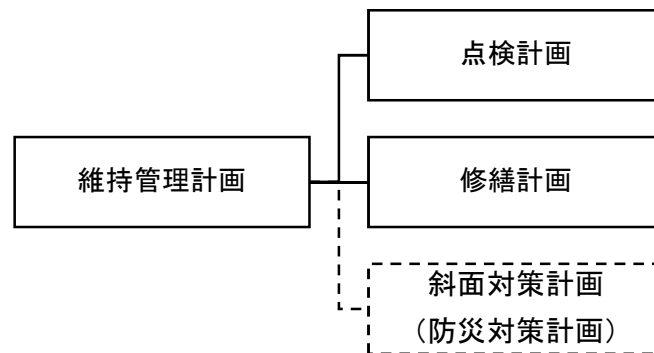 点検計画
維持管理計画
修繕計画
斜面対策計画
（防災対策計画）